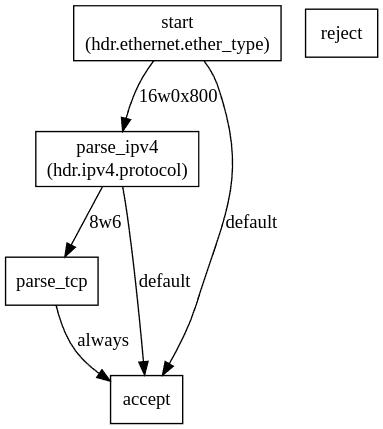 start
(hdr.ethernet.ether_type)
reject
16w0x800
parse_ipv4
(hdr.ipv4.protocol)
8w6
default
parse_tcp
default
always
accept